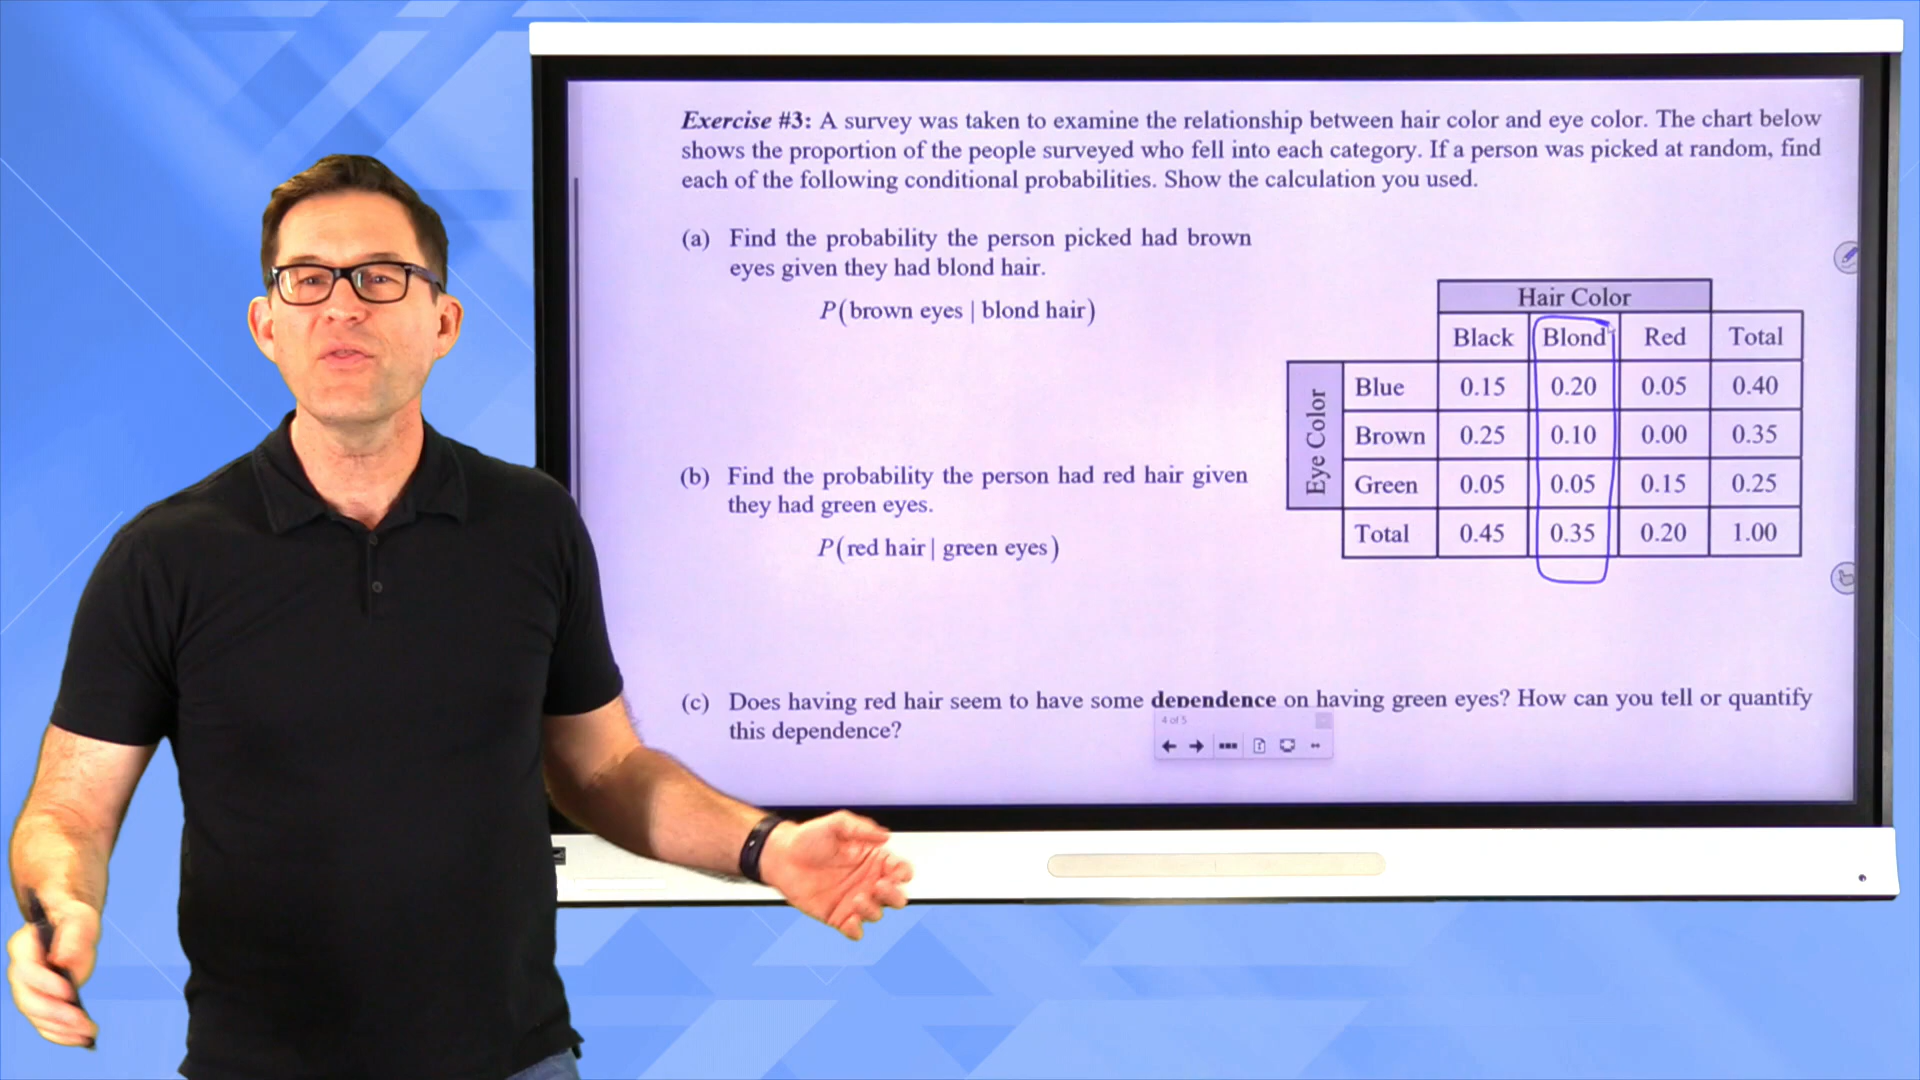 Exercise #3: A survey was taken to examine the relationship between hair color and eye color. The chart below
shows the proportion of the people surveyed who fell into each category. If a person was picked at random, find
each of the following conditional probabilities. Show the calculation you used.
(a) Find the probability the person picked had brown
eyes given they had blond hair.
P(brown eyes | blond hair)
Hair Color
Black Blond Red Total
Eye Color
Blue 0.15 0.20 0.05 0.40
Brown 0.25 0.10 0.00 0.35
Green 0.05 0.05 0.15 0.25
Total 0.45 0.35 0.20 1.00
(b) Find the probability the person had red hair given
they had green eyes.
P(red hair | green eyes)
(c) Does having red hair seem to have some dependence on having green eyes? How can you tell or quantify
this dependence?
4 of 5